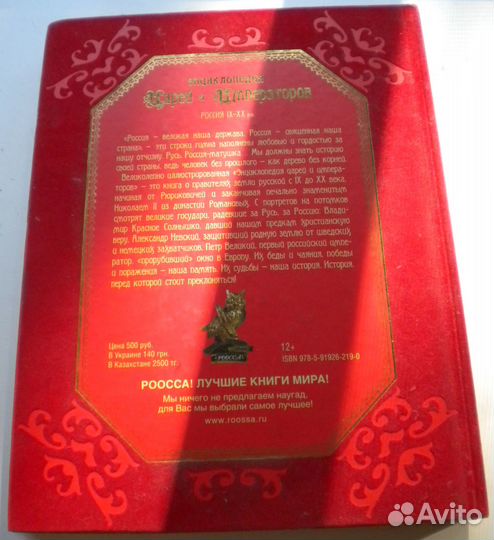 ЭНЦИКЛОПЕДИЯ
Царей и Императоров
РОССИЯ IX-XX вв.
«Россия – великая наша держава, Россия – священная наша
страна» – эти строки гимна наполнены любовью и гордостью за
нашу отчизну, Русь, Россию-матушку. Мы должны знать историю
своей страны, ведь человек без прошлого – как дерево без корней.
Великолепно иллюстрированная «Энциклопедия царей и импера-
торов» – это книга о правителях земли русской с IX до XX века,
начиная от Рюриковичей и заканчивая печально знаменитым
Николаем II из династии Романовых. С портретов на потомков
смотрят великие государи, радевшие за Русь, за Россию: Влади-
мир Красное Солнышко, давший нашим предкам христианскую
веру, Александр Невский, защитивший родную землю от шведских
и немецких захватчиков, Петр Великий, первый российский импе-
ратор, «прорубивший» окно в Европу. Их беды и чаяния, победы
и поражения – наша память. Их судьбы – наша история. История,
перед которой стоит преклоняться!
РООССА
Цена 500 руб.
В Украине 140 грн.
В Казахстане 2500 тг.
12+
ISBN 978-5-91926-219-0
РООССА! ЛУЧШИЕ КНИГИ МИРА!
Мы ничего не предлагаем наугад,
для Вас мы выбрали самое лучшее!
www.roossa.ru
Avito